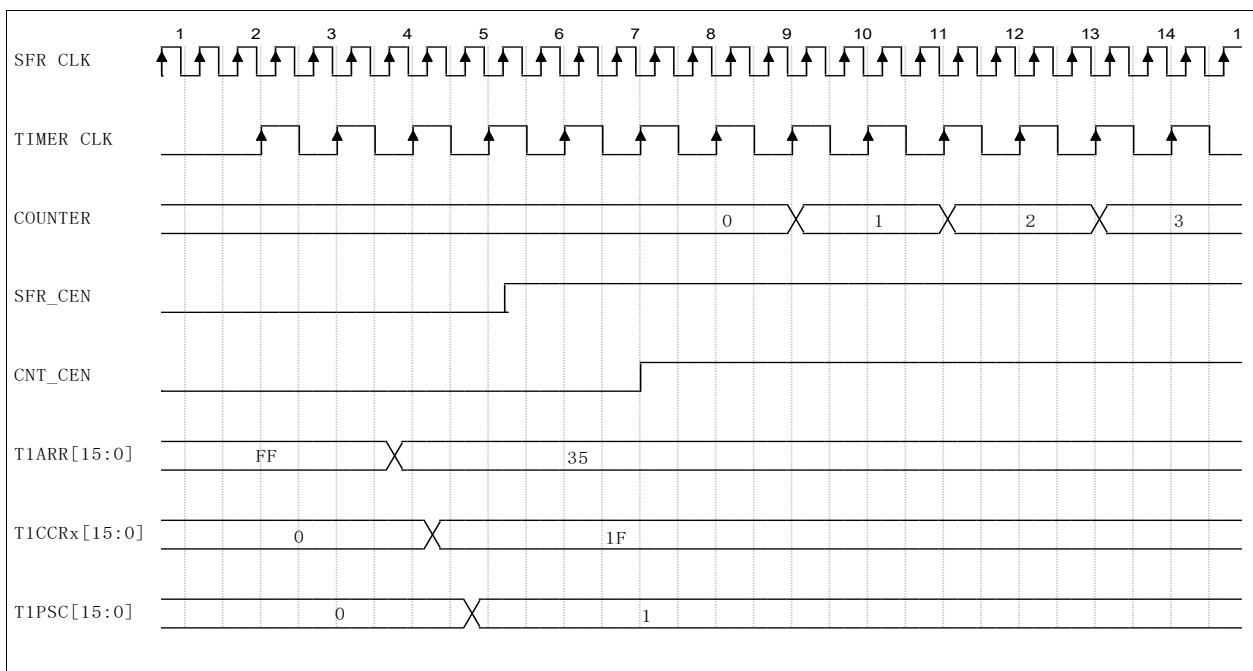 1 2 3 4 5 6 7 8 9 10 11 12 13 14 1
SFR CLK
TIMER CLK
COUNTER 0 1 2 3
SFR_CEN
CNT_CEN
T1ARR[15:0] FF 35
T1CCRx[15:0] 0 1F
T1PSC[15:0] 0 1